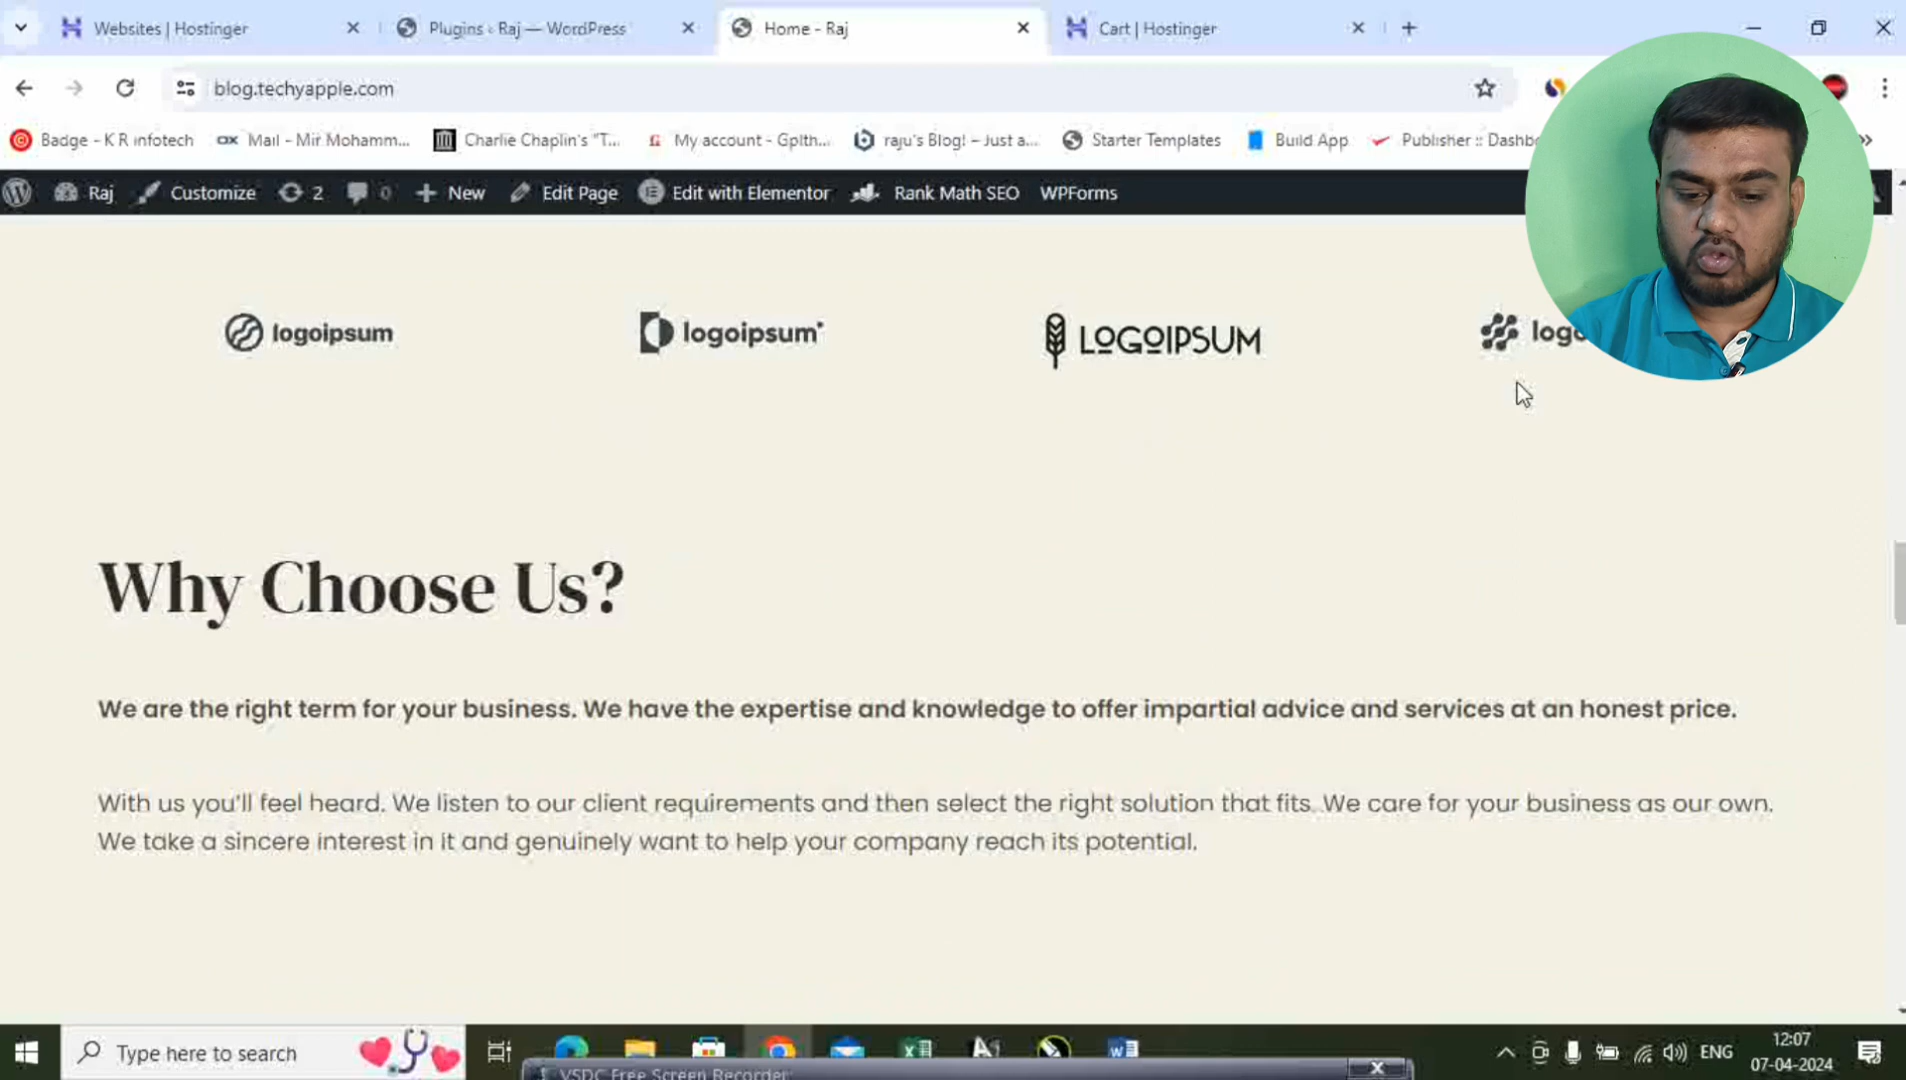 Websites | Hostinger
Plugins ‹ Raj — WordPress
Home - Raj
Cart | Hostinger
blog.techyapple.com
Badge - K R infotech
Mail – Mir Mohamm...
Charlie Chaplin's "T...
My account - Gplth...
raju's Blog! – Just a...
Starter Templates
Build App
Publisher :: Dashb
Raj
Customize
2
0
New
Edit Page
Edit with Elementor
Rank Math SEO
WPForms
logoipsum
logoipsum
LOGOIPSUM
logo
Why Choose Us?
We are the right term for your business. We have the expertise and knowledge to offer impartial advice and services at an honest price.
With us you'll feel heard. We listen to our client requirements and then select the right solution that fits. We care for your business as our own.
We take a sincere interest in it and genuinely want to help your company reach its potential.
Type here to search
VSDC Free Screen Recorder
ENG
12:07
07-04-2024